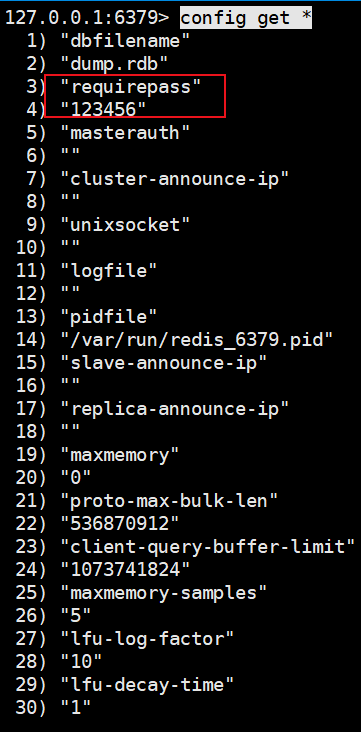 127.0.0.1:6379> config get *
1) "dbfilename"
2) "dump.rdb"
3) "requirepass"
4) "123456"
5) "masterauth"
6) ""
7) "cluster-announce-ip"
8) ""
9) "unixsocket"
10) ""
11) "logfile"
12) ""
13) "pidfile"
14) "/var/run/redis_6379.pid"
15) "slave-announce-ip"
16) ""
17) "replica-announce-ip"
18) ""
19) "maxmemory"
20) "0"
21) "proto-max-bulk-len"
22) "536870912"
23) "client-query-buffer-limit"
24) "1073741824"
25) "maxmemory-samples"
26) "5"
27) "lfu-log-factor"
28) "10"
29) "lfu-decay-time"
30) "1"